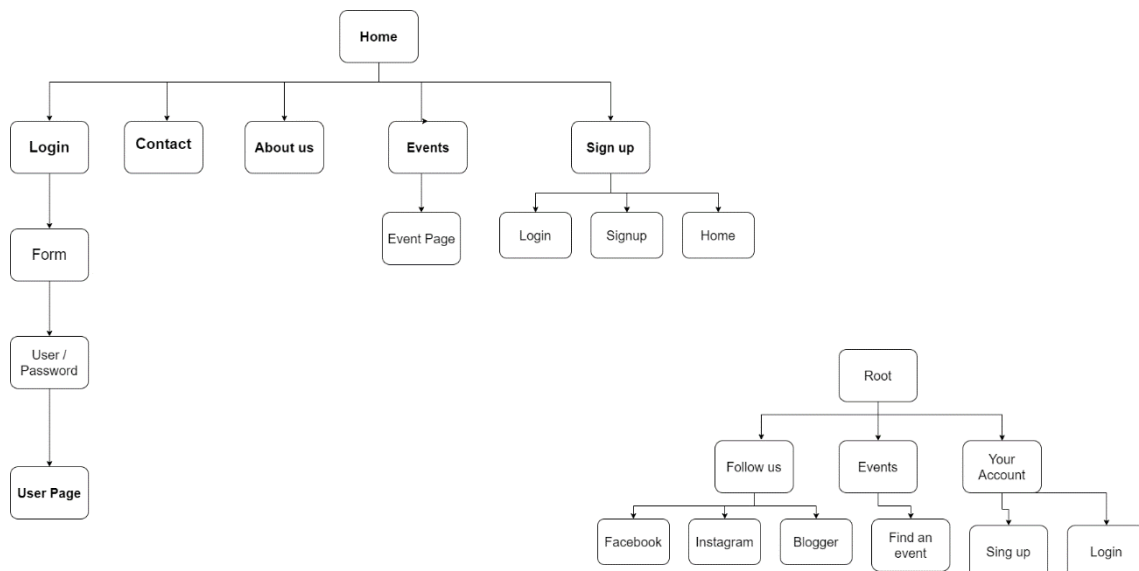 Home
Login
Contact
About us
Events
Sign up
Event Page
Login
Signup
Home
Form
User /
Password
User Page
Root
Follow us
Events
Your
Account
Facebook
Instagram
Blogger
Find an
event
Sing up
Login